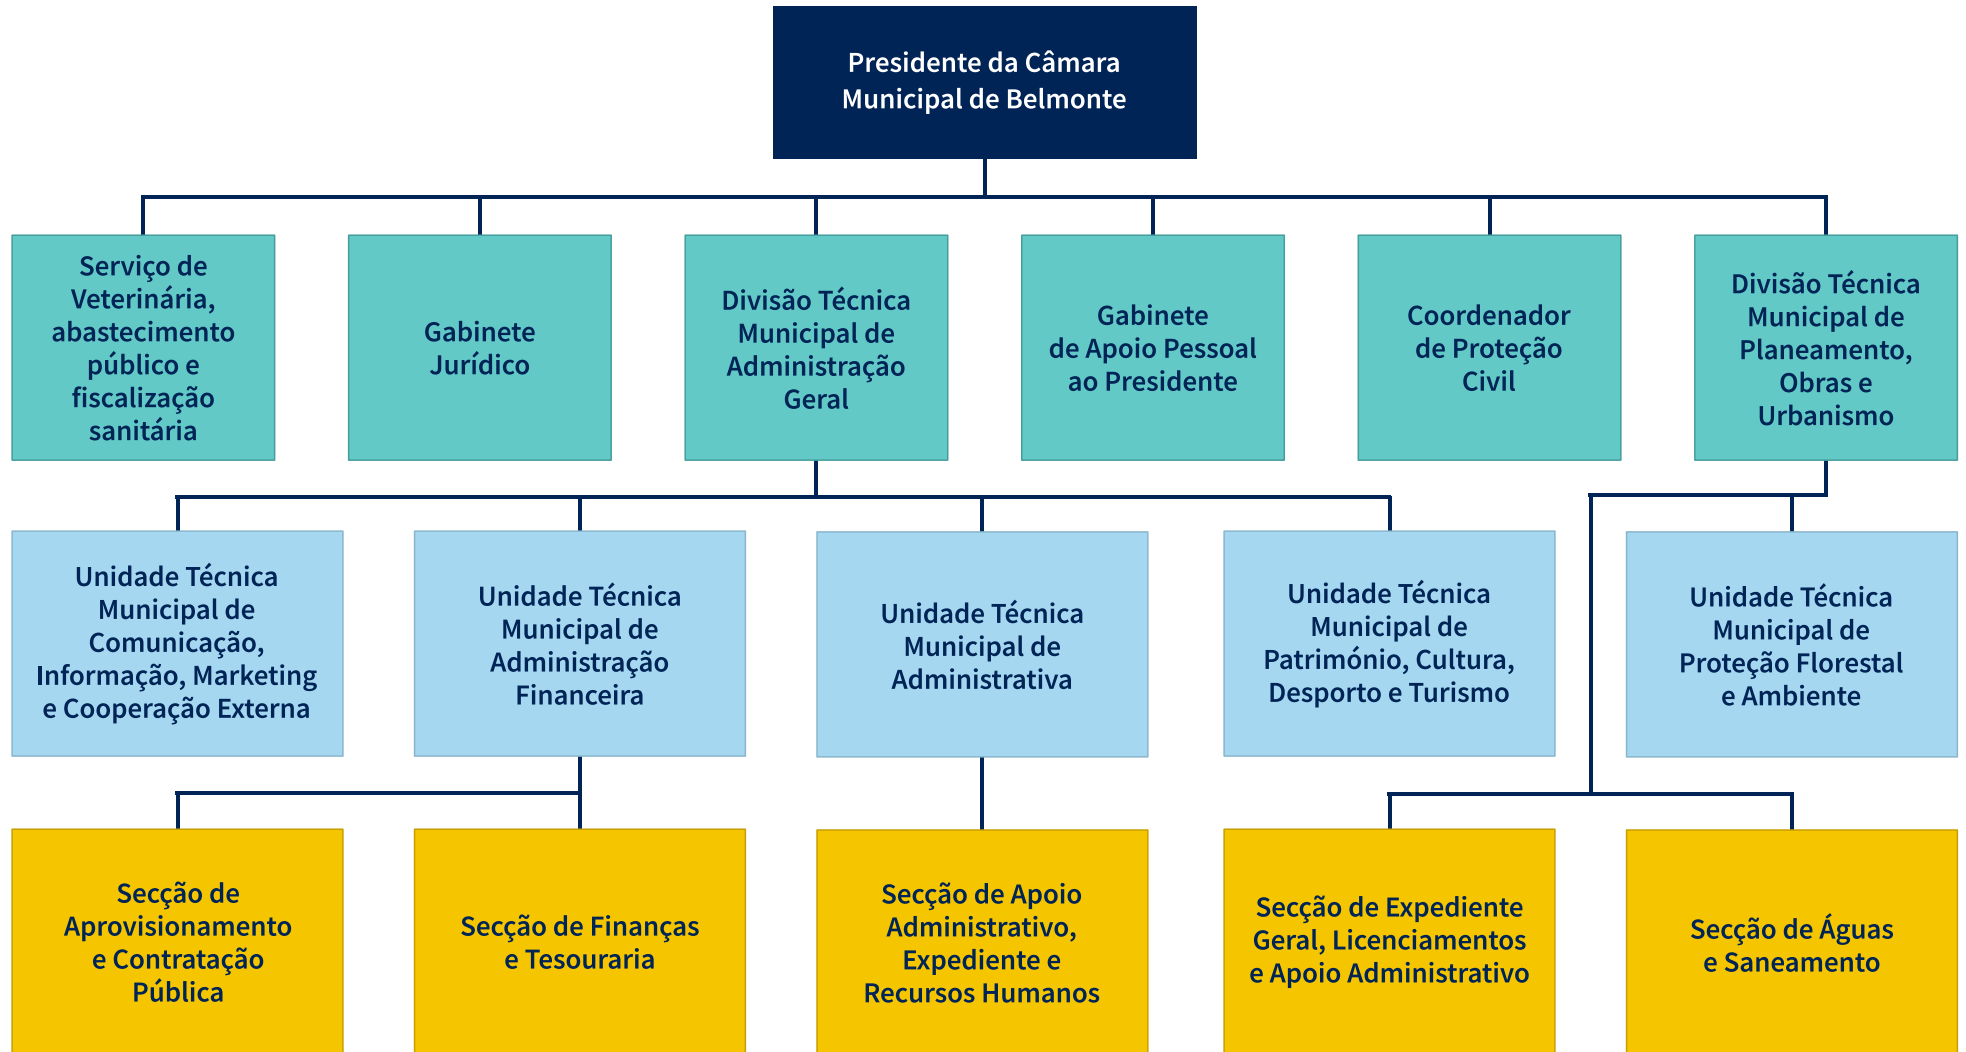 Presidente da Câmara
Municipal de Belmonte
Serviço de
Veterinária,
abastecimento
público e
fiscalização
sanitária
Gabinete
Jurídico
Divisão Técnica
Municipal de
Administração
Geral
Gabinete
de Apoio Pessoal
ao Presidente
Coordenador
de Proteção
Civil
Divisão Técnica
Municipal de
Planeamento,
Obras e
Urbanismo
Unidade Técnica
Municipal de
Comunicação,
Informação, Marketing
e Cooperação Externa
Unidade Técnica
Municipal de
Administração
Financeira
Unidade Técnica
Municipal de
Administrativa
Unidade Técnica
Municipal de
Património, Cultura,
Desporto e Turismo
Unidade Técnica
Municipal de
Proteção Florestal
e Ambiente
Secção de
Aprovisionamento
e Contratação
Pública
Secção de Finanças
e Tesouraria
Secção de Apoio
Administrativo,
Expediente e
Recursos Humanos
Secção de Expediente
Geral, Licenciamentos
e Apoio Administrativo
Secção de Águas
e Saneamento